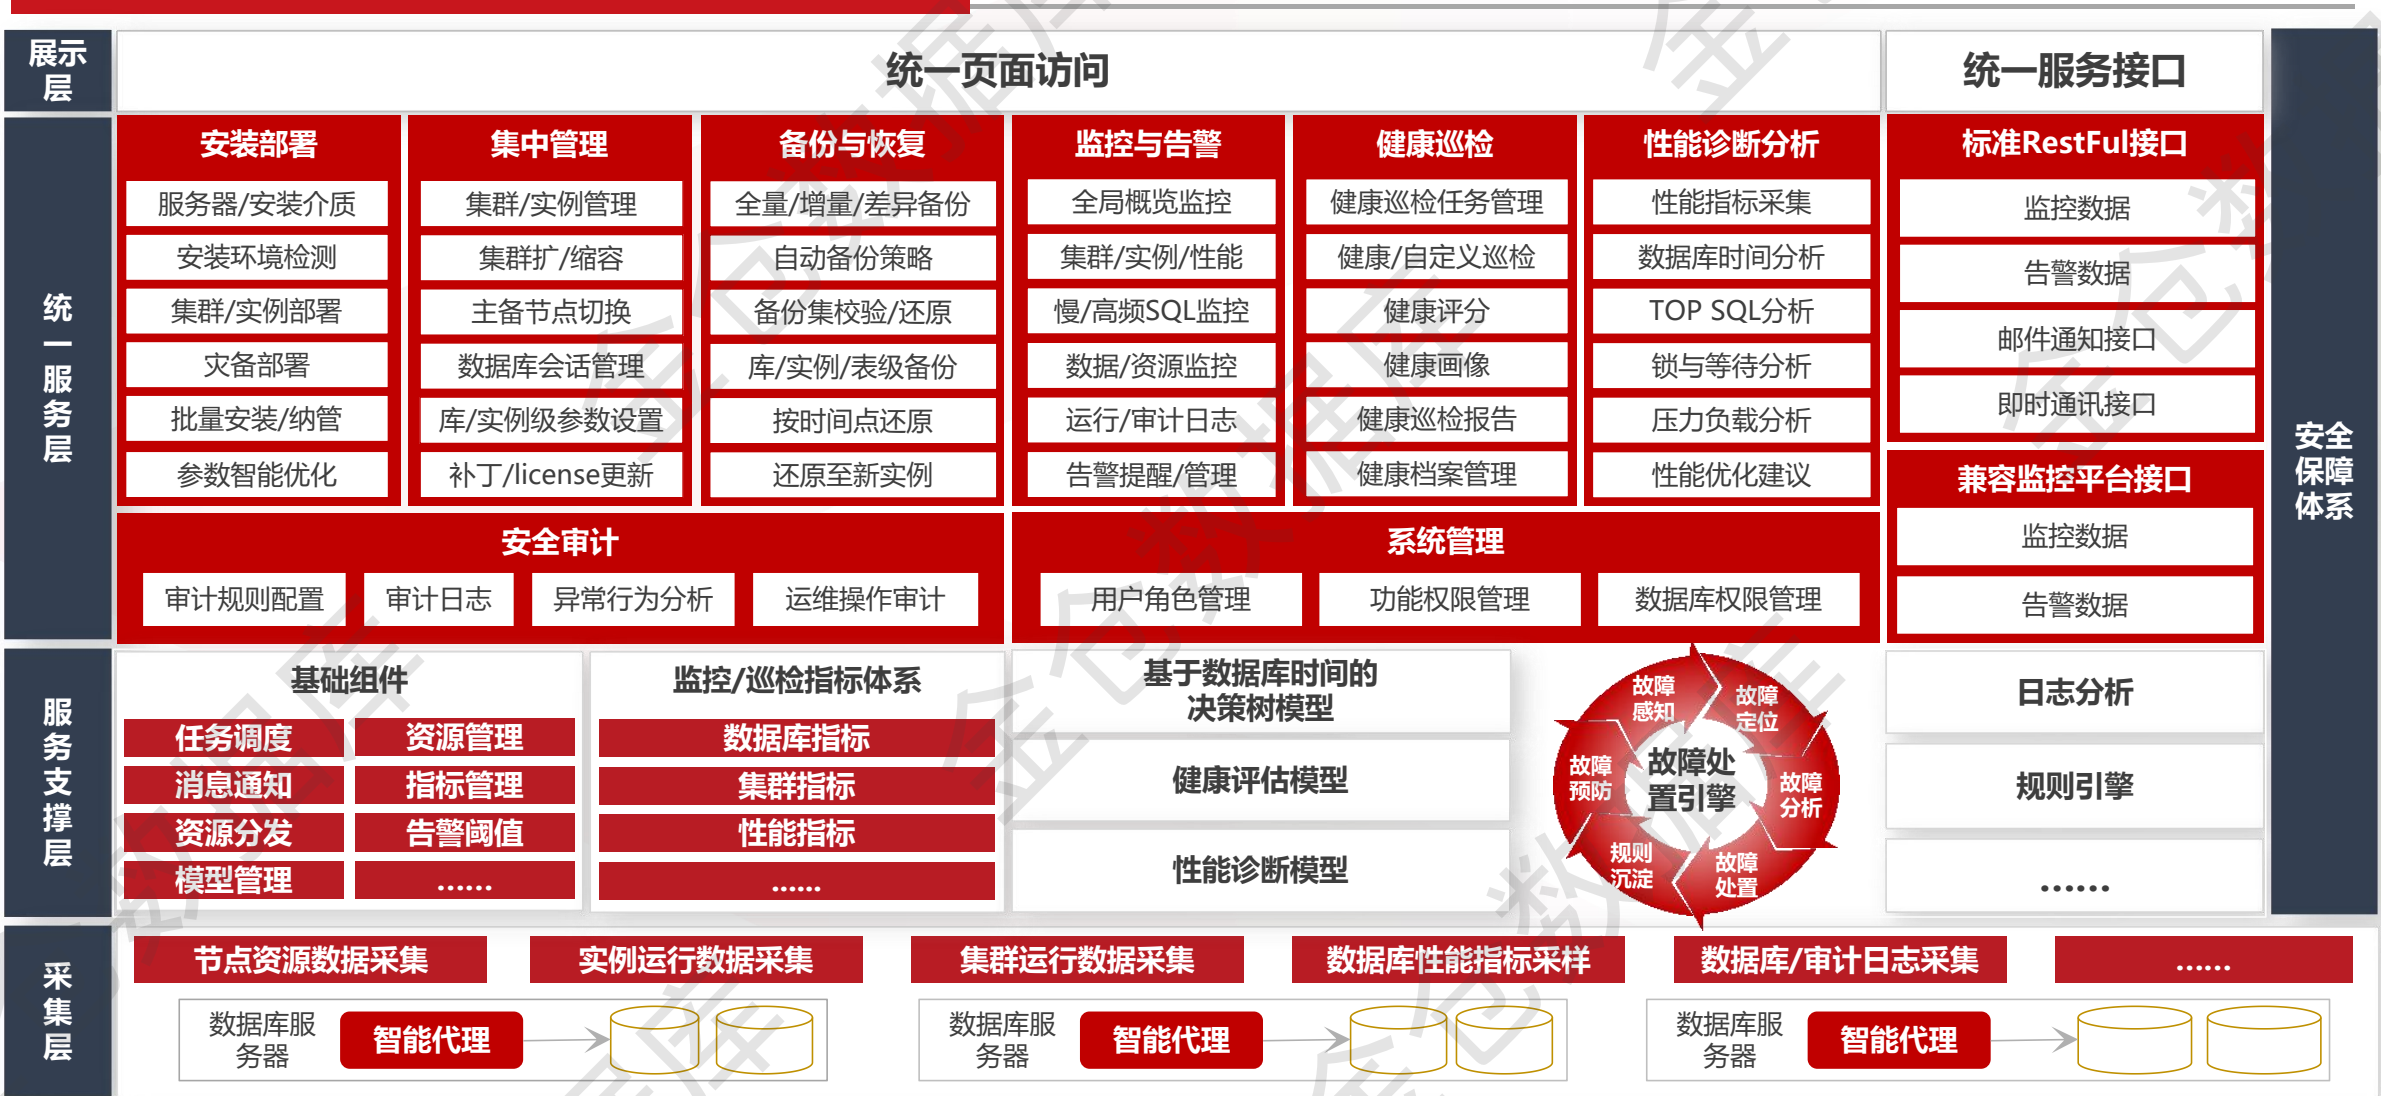 展示
层
统一页面访问
统一服务接口
统
一
服
务
层
安装部署
服务器/安装介质
安装环境检测
集群/实例部署
灾备部署
批量安装/纳管
参数智能优化
集中管理
集群/实例管理
集群扩/缩容
主备节点切换
数据库会话管理
库/实例级参数设置
补丁/license更新
备份与恢复
全量/增量/差异备份
自动备份策略
备份集校验/还原
库/实例/表级备份
按时间点还原
还原至新实例
监控与告警
全局概览监控
集群/实例/性能
慢/高频SQL监控
数据/资源监控
运行/审计日志
告警提醒/管理
健康巡检
健康巡检任务管理
健康/自定义巡检
健康评分
健康画像
健康巡检报告
健康档案管理
性能诊断分析
性能指标采集
数据库时间分析
TOP SQL分析
锁与等待分析
压力负载分析
性能优化建议
标准RestFul接口
监控数据
告警数据
邮件通知接口
即时通讯接口
兼容监控平台接口
监控数据
告警数据
安全审计
审计规则配置
审计日志
异常行为分析
运维操作审计
系统管理
用户角色管理
功能权限管理
数据库权限管理
安全
保障
体系
服
务
支
撑
层
基础组件
任务调度
资源管理
消息通知
指标管理
资源分发
告警阈值
模型管理
……
监控/巡检指标体系
数据库指标
集群指标
性能指标
……
基于数据库时间的
决策树模型
健康评估模型
性能诊断模型
故障处
置引擎
故障
感知
故障
定位
故障
分析
故障
处置
规则
沉淀
故障
预防
日志分析
规则引擎
……
采
集
层
节点资源数据采集
实例运行数据采集
集群运行数据采集
数据库性能指标采样
数据库/审计日志采集
……
数据库服
务器
智能代理
数据库服
务器
智能代理
数据库服
务器
智能代理
金仓数据库
金仓数据库
金仓数据库